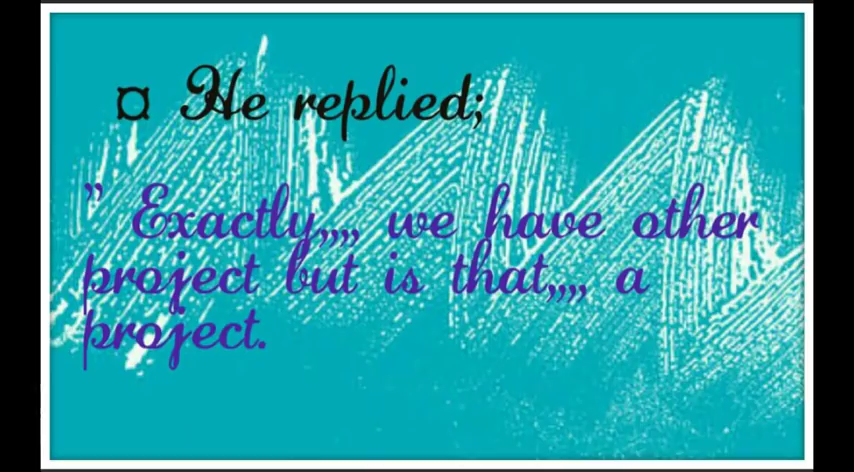 ¤ He replied;
" Exactly,,,, we have other
project but is that,,,, a
project.